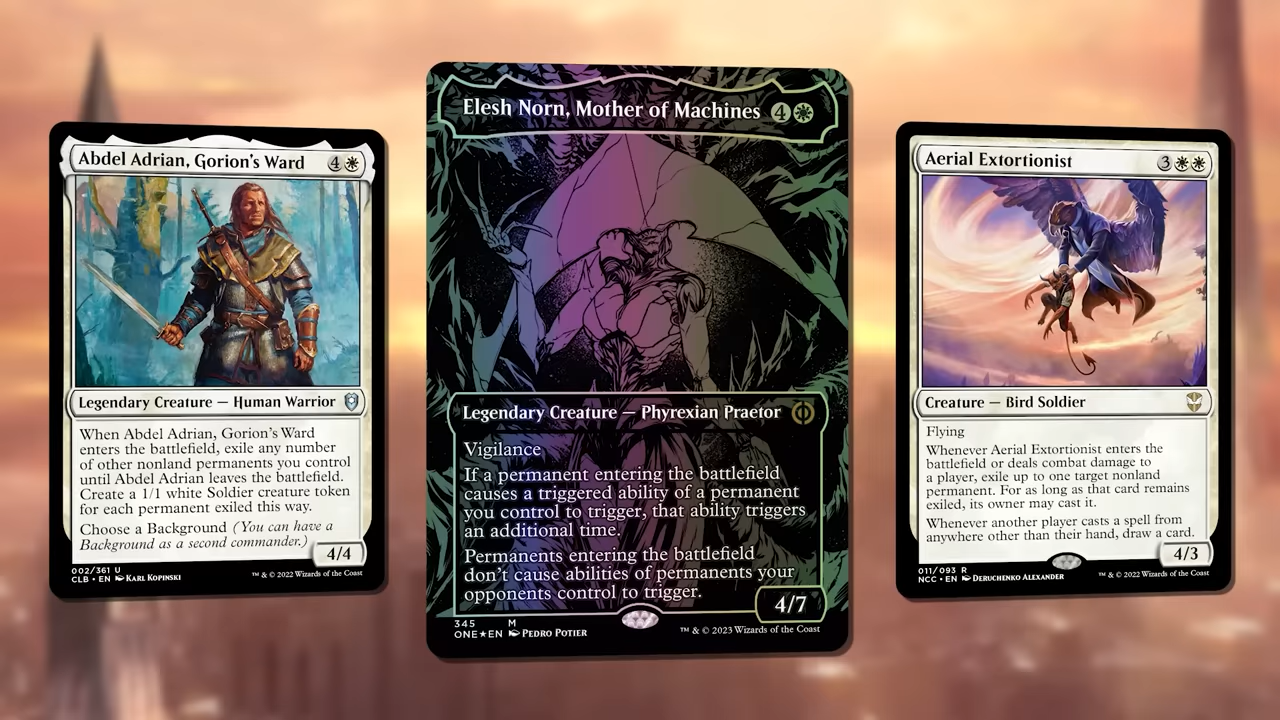 Abdel Adrian, Gorion's Ward 4
Legendary Creature — Human Warrior
When Abdel Adrian, Gorion's Ward
enters the battlefield, exile any number
of other nonland permanents you control
until Abdel Adrian leaves the battlefield.
Create a 1/1 white Soldier creature token
for each permanent exiled this way.
Choose a Background (You can have a
Background as a second commander.)
4/4
002/361 U
CLB • EN Karl Kopinski
™ & © 2022 Wizards of the Coast
Elesh Norn, Mother of Machines 4
Legendary Creature — Phyrexian Praetor
Vigilance
If a permanent entering the battlefield
causes a triggered ability of a permanent
you control to trigger, that ability triggers
an additional time.
Permanents entering the battlefield
don't cause abilities of permanents your
opponents control to trigger.
4/7
345 M
ONE★EN Pedro Potier
™ & © 2023 Wizards of the Coast
Aerial Extortionist 3
Creature — Bird Soldier
Flying
Whenever Aerial Extortionist enters the
battlefield or deals combat damage to
a player, exile up to one target nonland
permanent. For as long as that card remains
exiled, its owner may cast it.
Whenever another player casts a spell from
anywhere other than their hand, draw a card.
4/3
011/093 R
NCC • EN Deruchenko Alexander
™ & © 2022 Wizards of the Coast